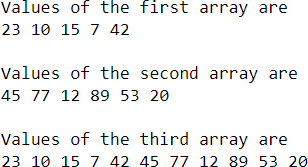 Values of the first array are
23 10 15 7 42
Values of the second array are
45 77 12 89 53 20
Values of the third array are
23 10 15 7 42 45 77 12 89 53 20